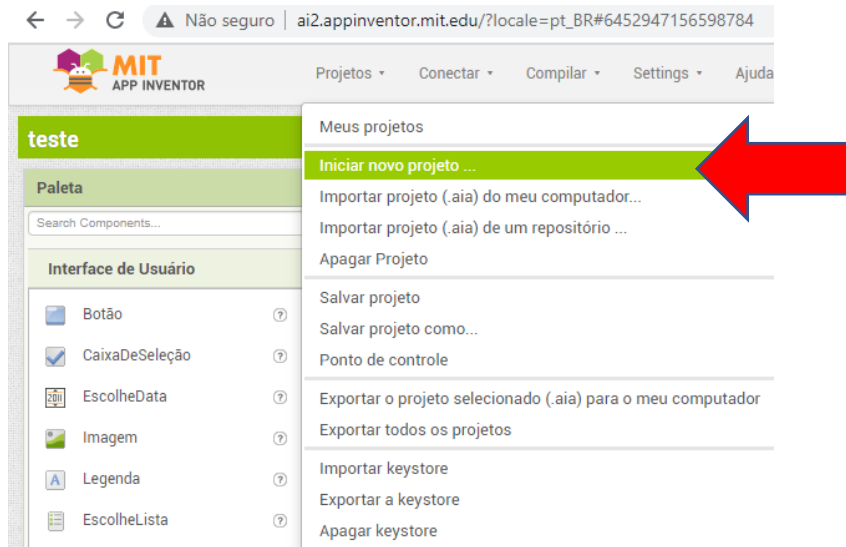 Não seguro
ai2.appinventor.mit.edu/?locale=pt_BR#6452947156598784
MIT
APP INVENTOR
Projetos
Conectar
Compilar
Settings
Ajuda
teste
Paleta
Search Components...
Interface de Usuário
Botão
CaixaDeSeleção
EscolheData
Imagem
Legenda
EscolheLista
Meus projetos
Iniciar novo projeto ...
Importar projeto (.aia) do meu computador...
Importar projeto (.aia) de um repositório ...
Apagar Projeto
Salvar projeto
Salvar projeto como...
Ponto de controle
Exportar o projeto selecionado (.aia) para o meu computador
Exportar todos os projetos
Importar keystore
Exportar a keystore
Apagar keystore